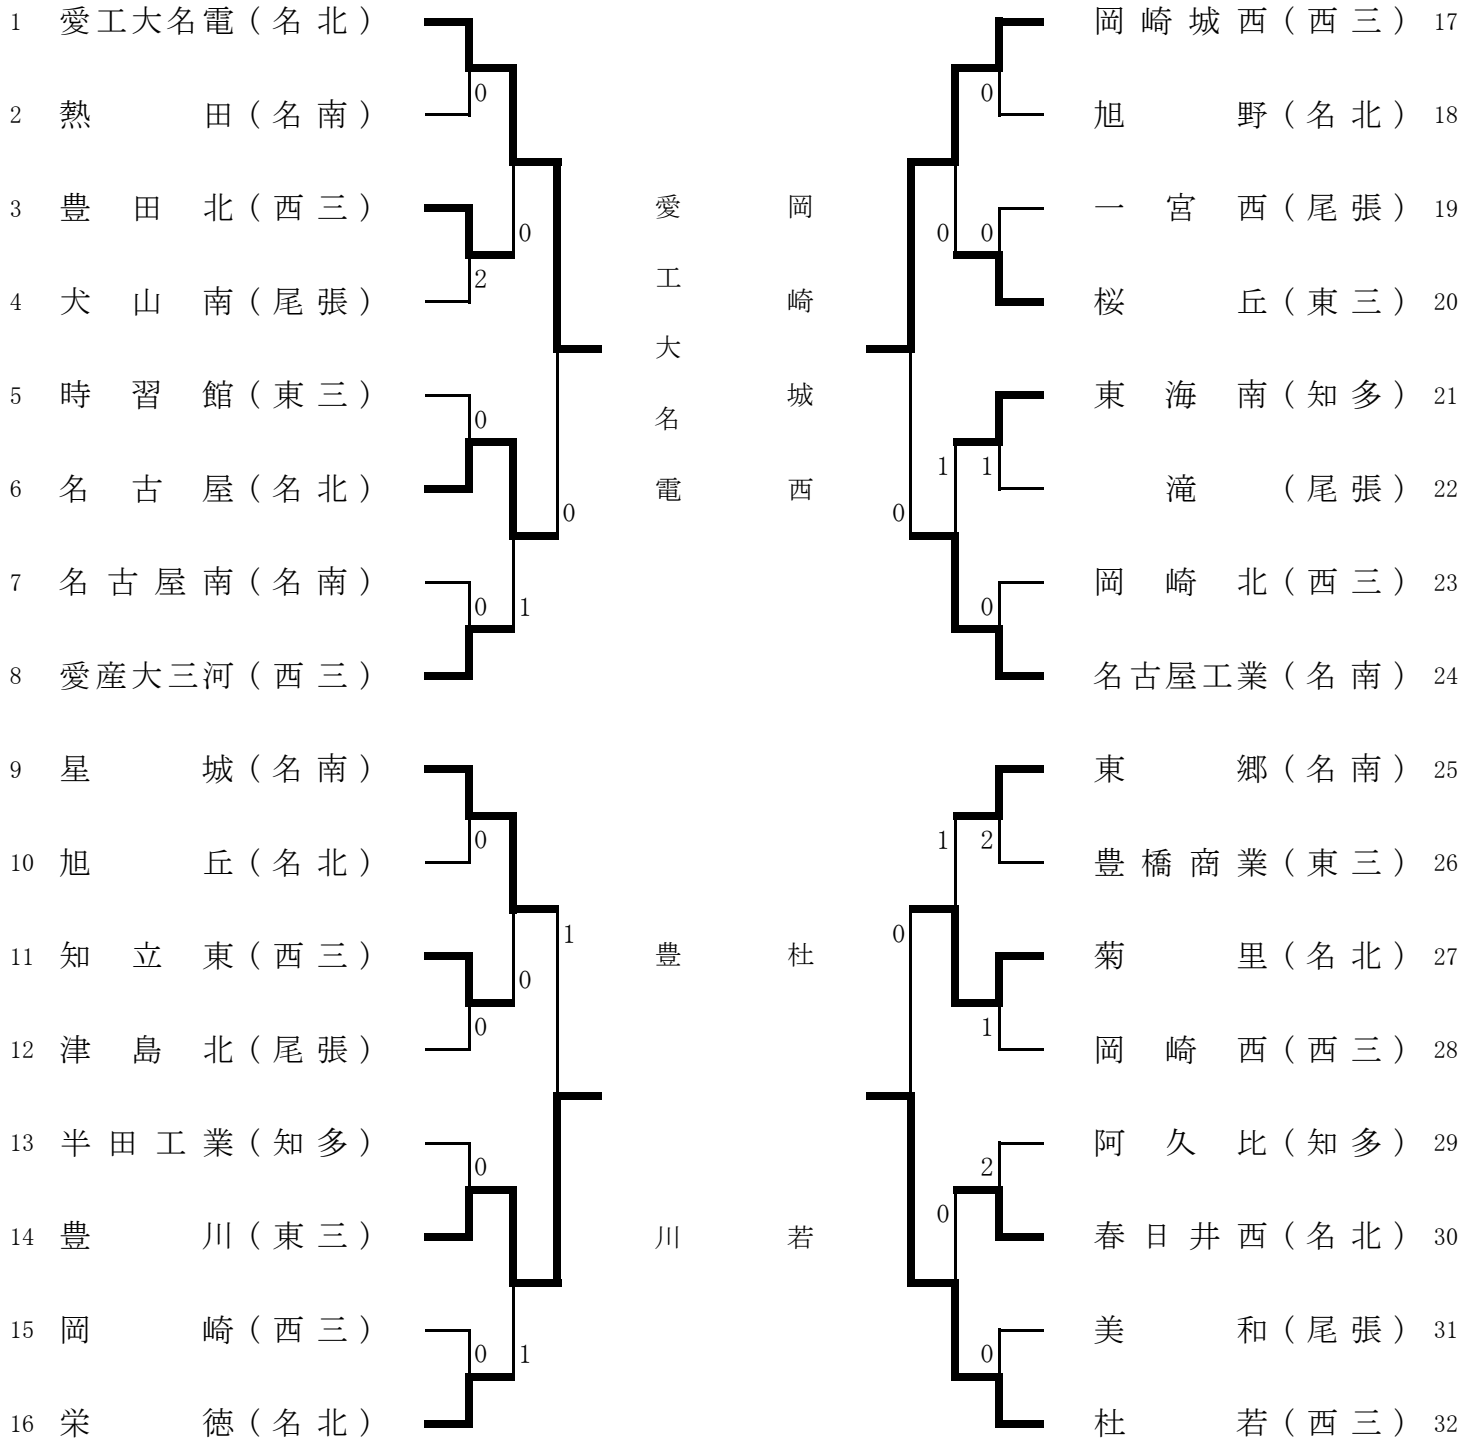 1 愛工大名電(名北)
2 熱田(名南)
3 豊田北(西三)
4 犬山南(尾張)
5 時習館(東三)
6 名古屋(名北)
7 名古屋南(名南)
8 愛産大三河(西三)
9 星城(名南)
10 旭丘(名北)
11 知立東(西三)
12 津島北(尾張)
13 半田工業(知多)
14 豊川(東三)
15 岡崎(西三)
16 栄徳(名北)
0
2
0
0
0
0
0
0
0
1
0
1
0
1
愛工大名電
豊川
岡崎城西
杜若
0
0
1
0
0
1
0
1
0
0
2
1
2
0
岡崎城西(西三) 17
旭野(名北) 18
一宮西(尾張) 19
桜丘(東三) 20
東海南(知多) 21
滝(尾張) 22
岡崎北(西三) 23
名古屋工業(名南) 24
東郷(名南) 25
豊橋商業(東三) 26
菊里(名北) 27
岡崎西(西三) 28
阿久比(知多) 29
春日井西(名北) 30
美和(尾張) 31
杜若(西三) 32